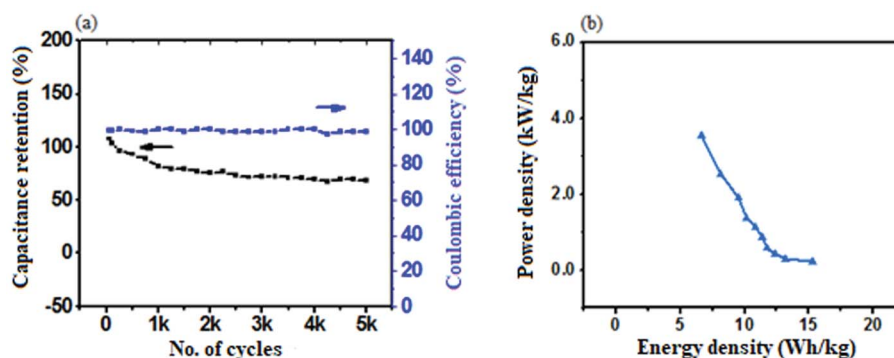 (a)
200
150
100
50
0
-50
Capacitance retention (%)
0 1k 2k 3k 4k 5k
No. of cycles
140
120
100
80
60
40
20
0
Coulombic efficiency (%)
(b)
6.0
4.0
2.0
0.0
Power density (kW/kg)
0 5 10 15 20
Energy density (Wh/kg)